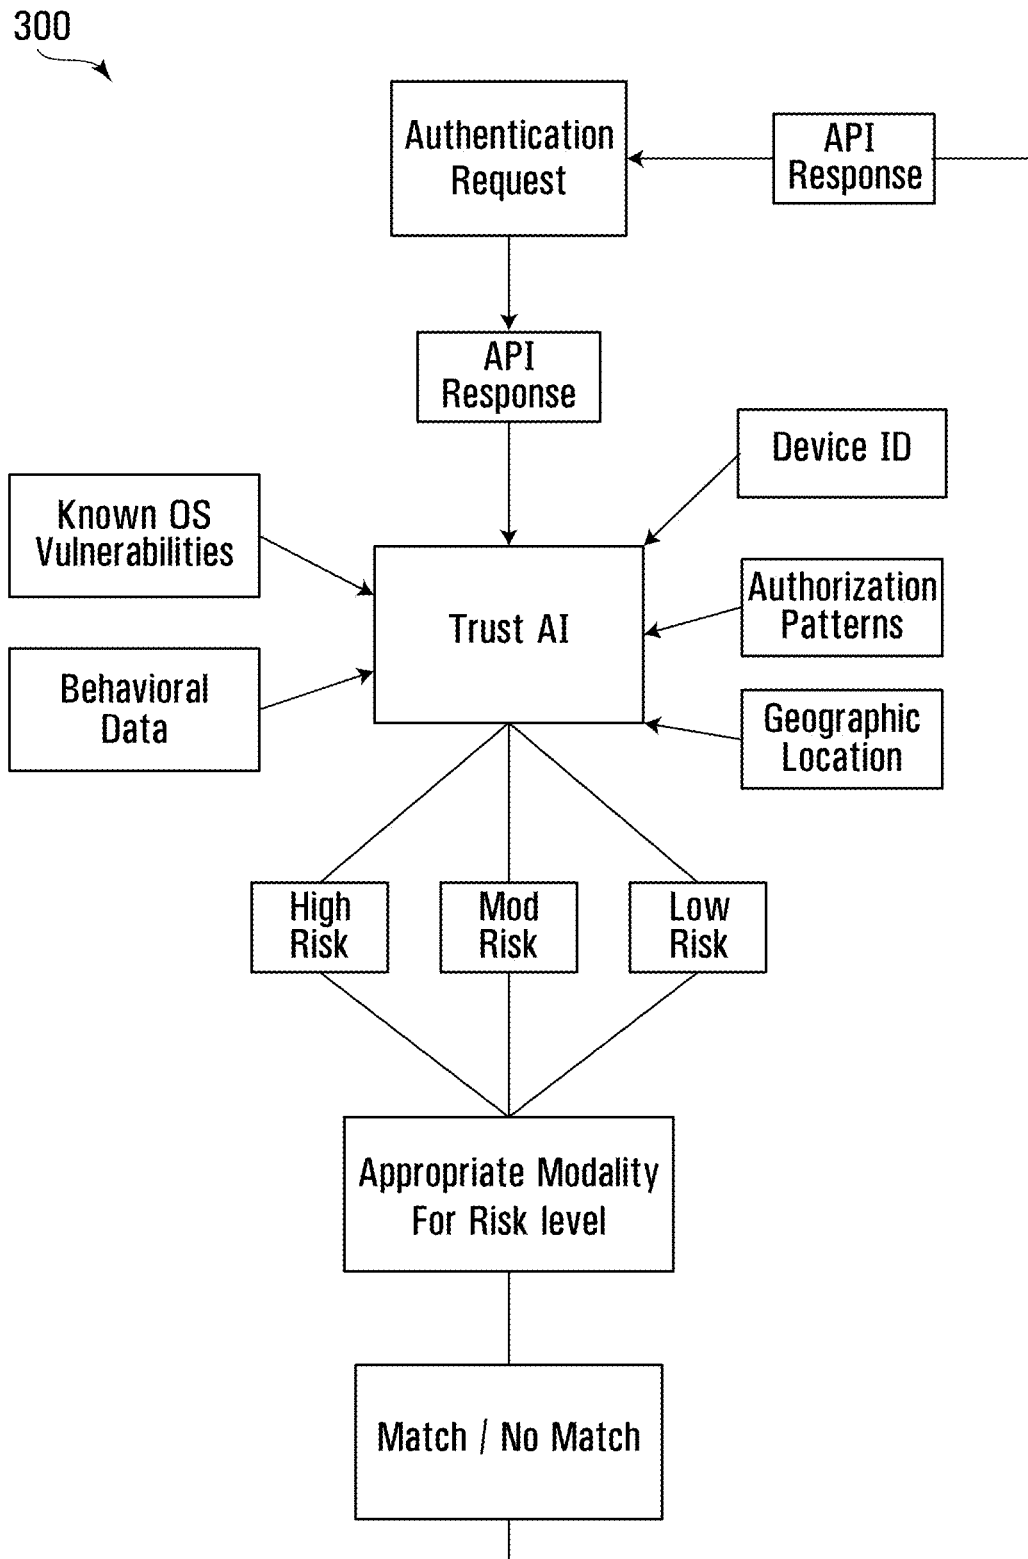 300
Authentication
Request
API
Response
API
Response
Device ID
Known OS
Vulnerabilities
Authorization
Patterns
Trust AI
Behavioral
Data
Geographic
Location
High
Risk
Mod
Risk
Low
Risk
Appropriate Modality
For Risk level
Match / No Match